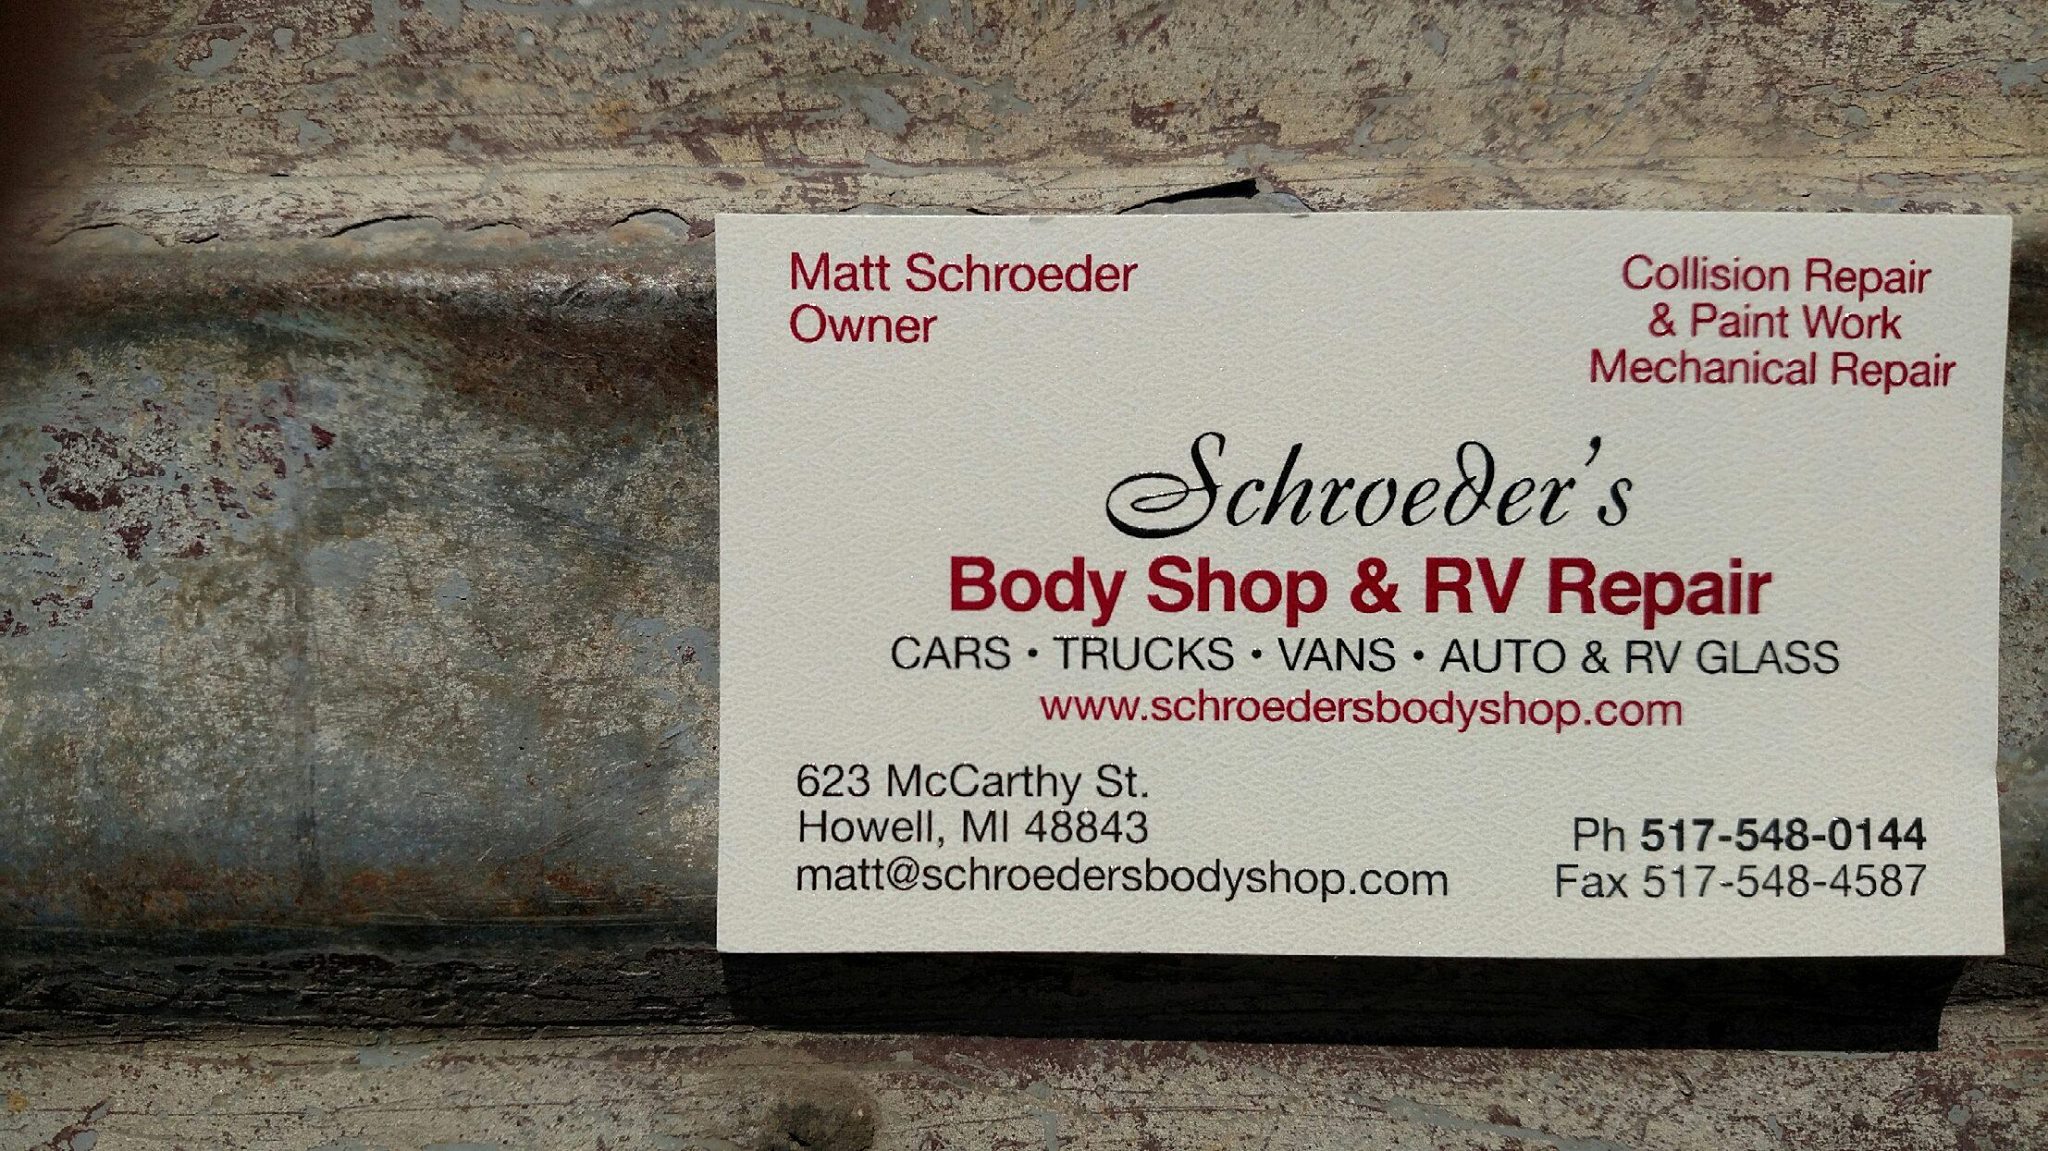 Matt Schroeder
Owner
Collision Repair
& Paint Work
Mechanical Repair
Schroeder's
Body Shop & RV Repair
CARS • TRUCKS • VANS • AUTO & RV GLASS
www.schroedersbodyshop.com
623 McCarthy St.
Howell, MI 48843
matt@schroedersbodyshop.com
Ph 517-548-0144
Fax 517-548-4587